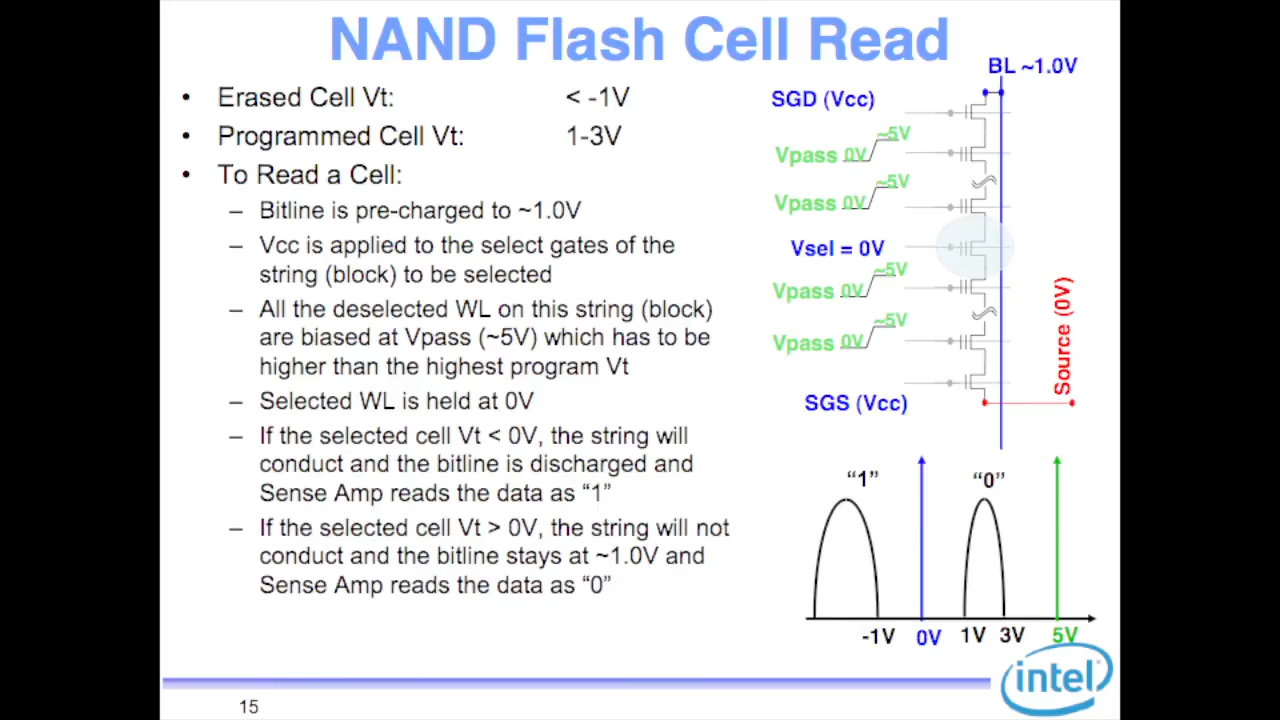 NAND Flash Cell Read
• Erased Cell Vt: < -1V
• Programmed Cell Vt: 1-3V
• To Read a Cell:
– Bitline is pre-charged to ~1.0V
– Vcc is applied to the select gates of the
string (block) to be selected
– All the deselected WL on this string (block)
are biased at Vpass (~5V) which has to be
higher than the highest program Vt
– Selected WL is held at 0V
– If the selected cell Vt < 0V, the string will
conduct and the bitline is discharged and
Sense Amp reads the data as “1”
– If the selected cell Vt > 0V, the string will not
conduct and the bitline stays at ~1.0V and
Sense Amp reads the data as “0”
BL ~1.0V
SGD (Vcc)
~5V
Vpass 0V
~5V
Vpass 0V
Vsel = 0V
~5V
Vpass 0V
~5V
Vpass 0V
SGS (Vcc)
Source (0V)
“1” “0”
-1V 0V 1V 3V 5V
intel®
15